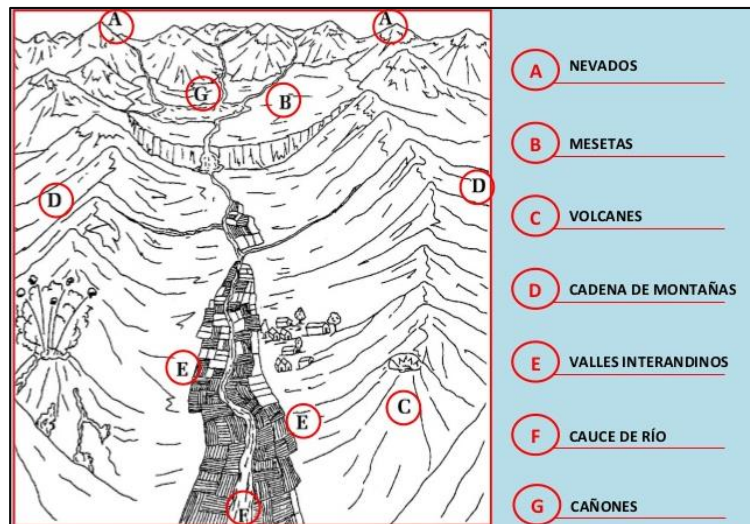 A
A
G
B
D
D
E
C
E
F
A NEVADOS
B MESETAS
C VOLCANES
D CADENA DE MONTAÑAS
E VALLES INTERANDINOS
F CAUCE DE RÍO
G CAÑONES